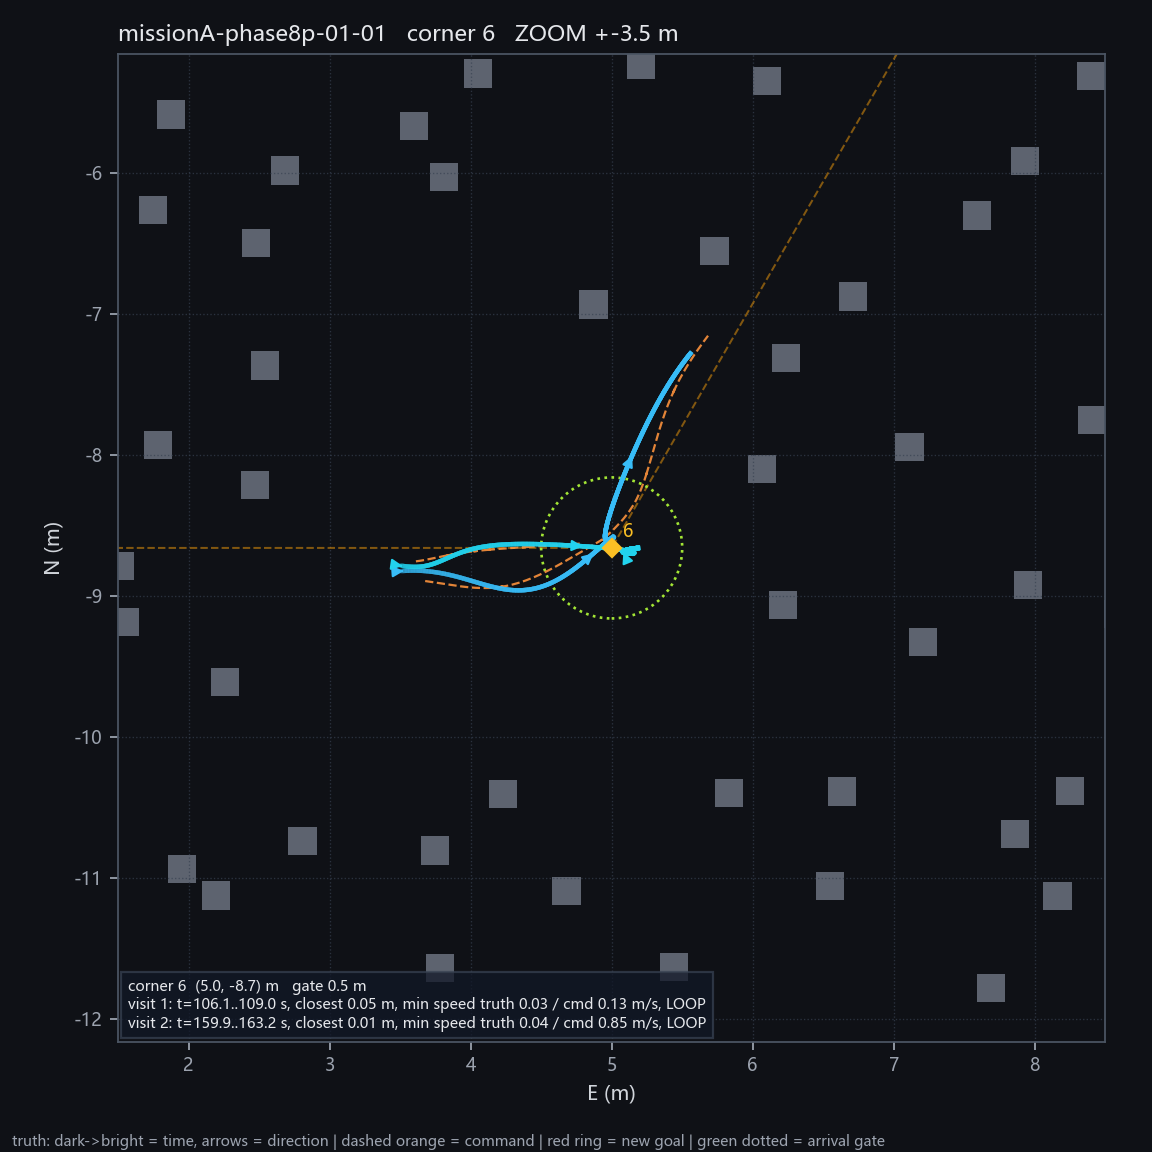 missionA-phase8p-01-01   corner 6   ZOOM +-3.5 m
-6
-7
-8
-9
-10
-11
-12
N (m)
6
corner 6  (5.0, -8.7) m   gate 0.5 m
visit 1: t=106.1..109.0 s, closest 0.05 m, min speed truth 0.03 / cmd 0.13 m/s, LOOP
visit 2: t=159.9..163.2 s, closest 0.01 m, min speed truth 0.04 / cmd 0.85 m/s, LOOP
2 3 4 5 6 7 8
E (m)
truth: dark->bright = time, arrows = direction | dashed orange = command | red ring = new goal | green dotted = arrival gate